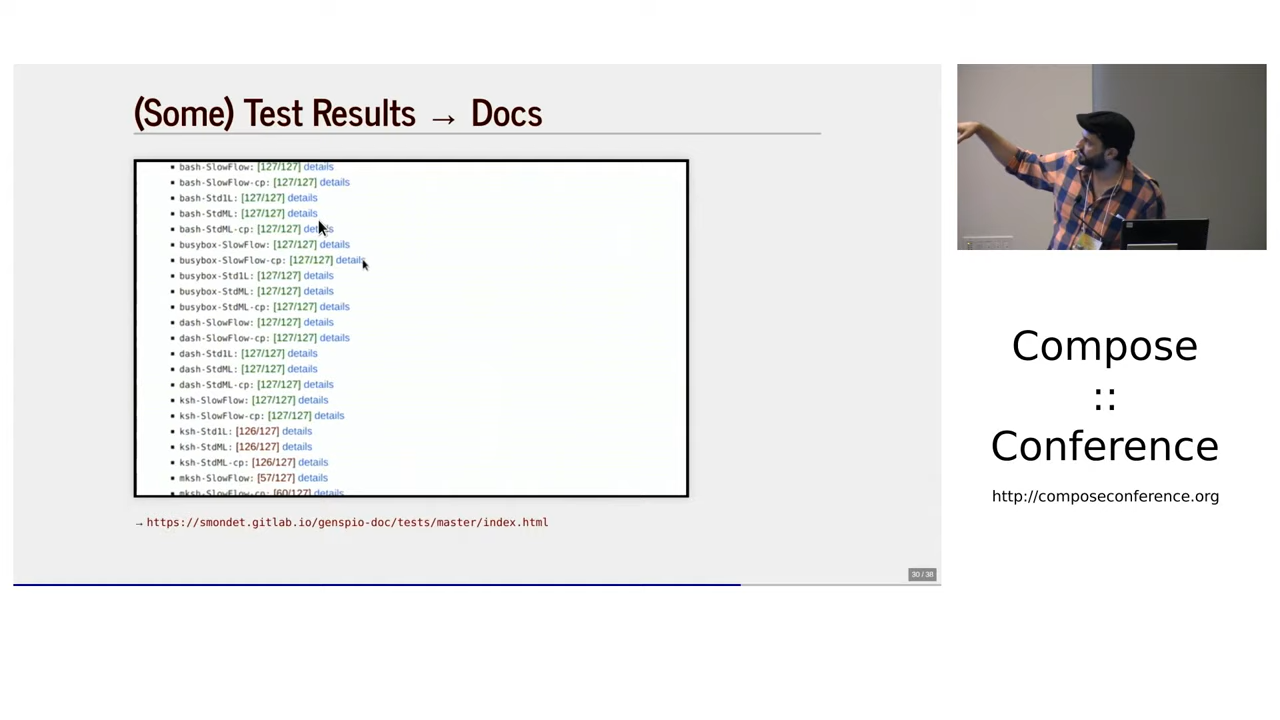 (Some) Test Results → Docs
▪ bash-SlowFlow: [127/127] details
▪ bash-SlowFlow-cp: [127/127] details
▪ bash-Std1L: [127/127] details
▪ bash-StdML: [127/127] details
▪ bash-StdML-cp: [127/127] details
▪ busybox-SlowFlow: [127/127] details
▪ busybox-SlowFlow-cp: [127/127] details
▪ busybox-Std1L: [127/127] details
▪ busybox-StdML: [127/127] details
▪ busybox-StdML-cp: [127/127] details
▪ dash-SlowFlow: [127/127] details
▪ dash-SlowFlow-cp: [127/127] details
▪ dash-Std1L: [127/127] details
▪ dash-StdML: [127/127] details
▪ dash-StdML-cp: [127/127] details
▪ ksh-SlowFlow: [127/127] details
▪ ksh-SlowFlow-cp: [127/127] details
▪ ksh-Std1L: [126/127] details
▪ ksh-StdML: [126/127] details
▪ ksh-StdML-cp: [126/127] details
▪ mksh-SlowFlow: [57/127] details
▪ mksh-SlowFlow-cp: [60/127] details
→ https://smondet.gitlab.io/genspio-doc/tests/master/index.html
30 / 38
Compose
::
Conference
http://composeconference.org